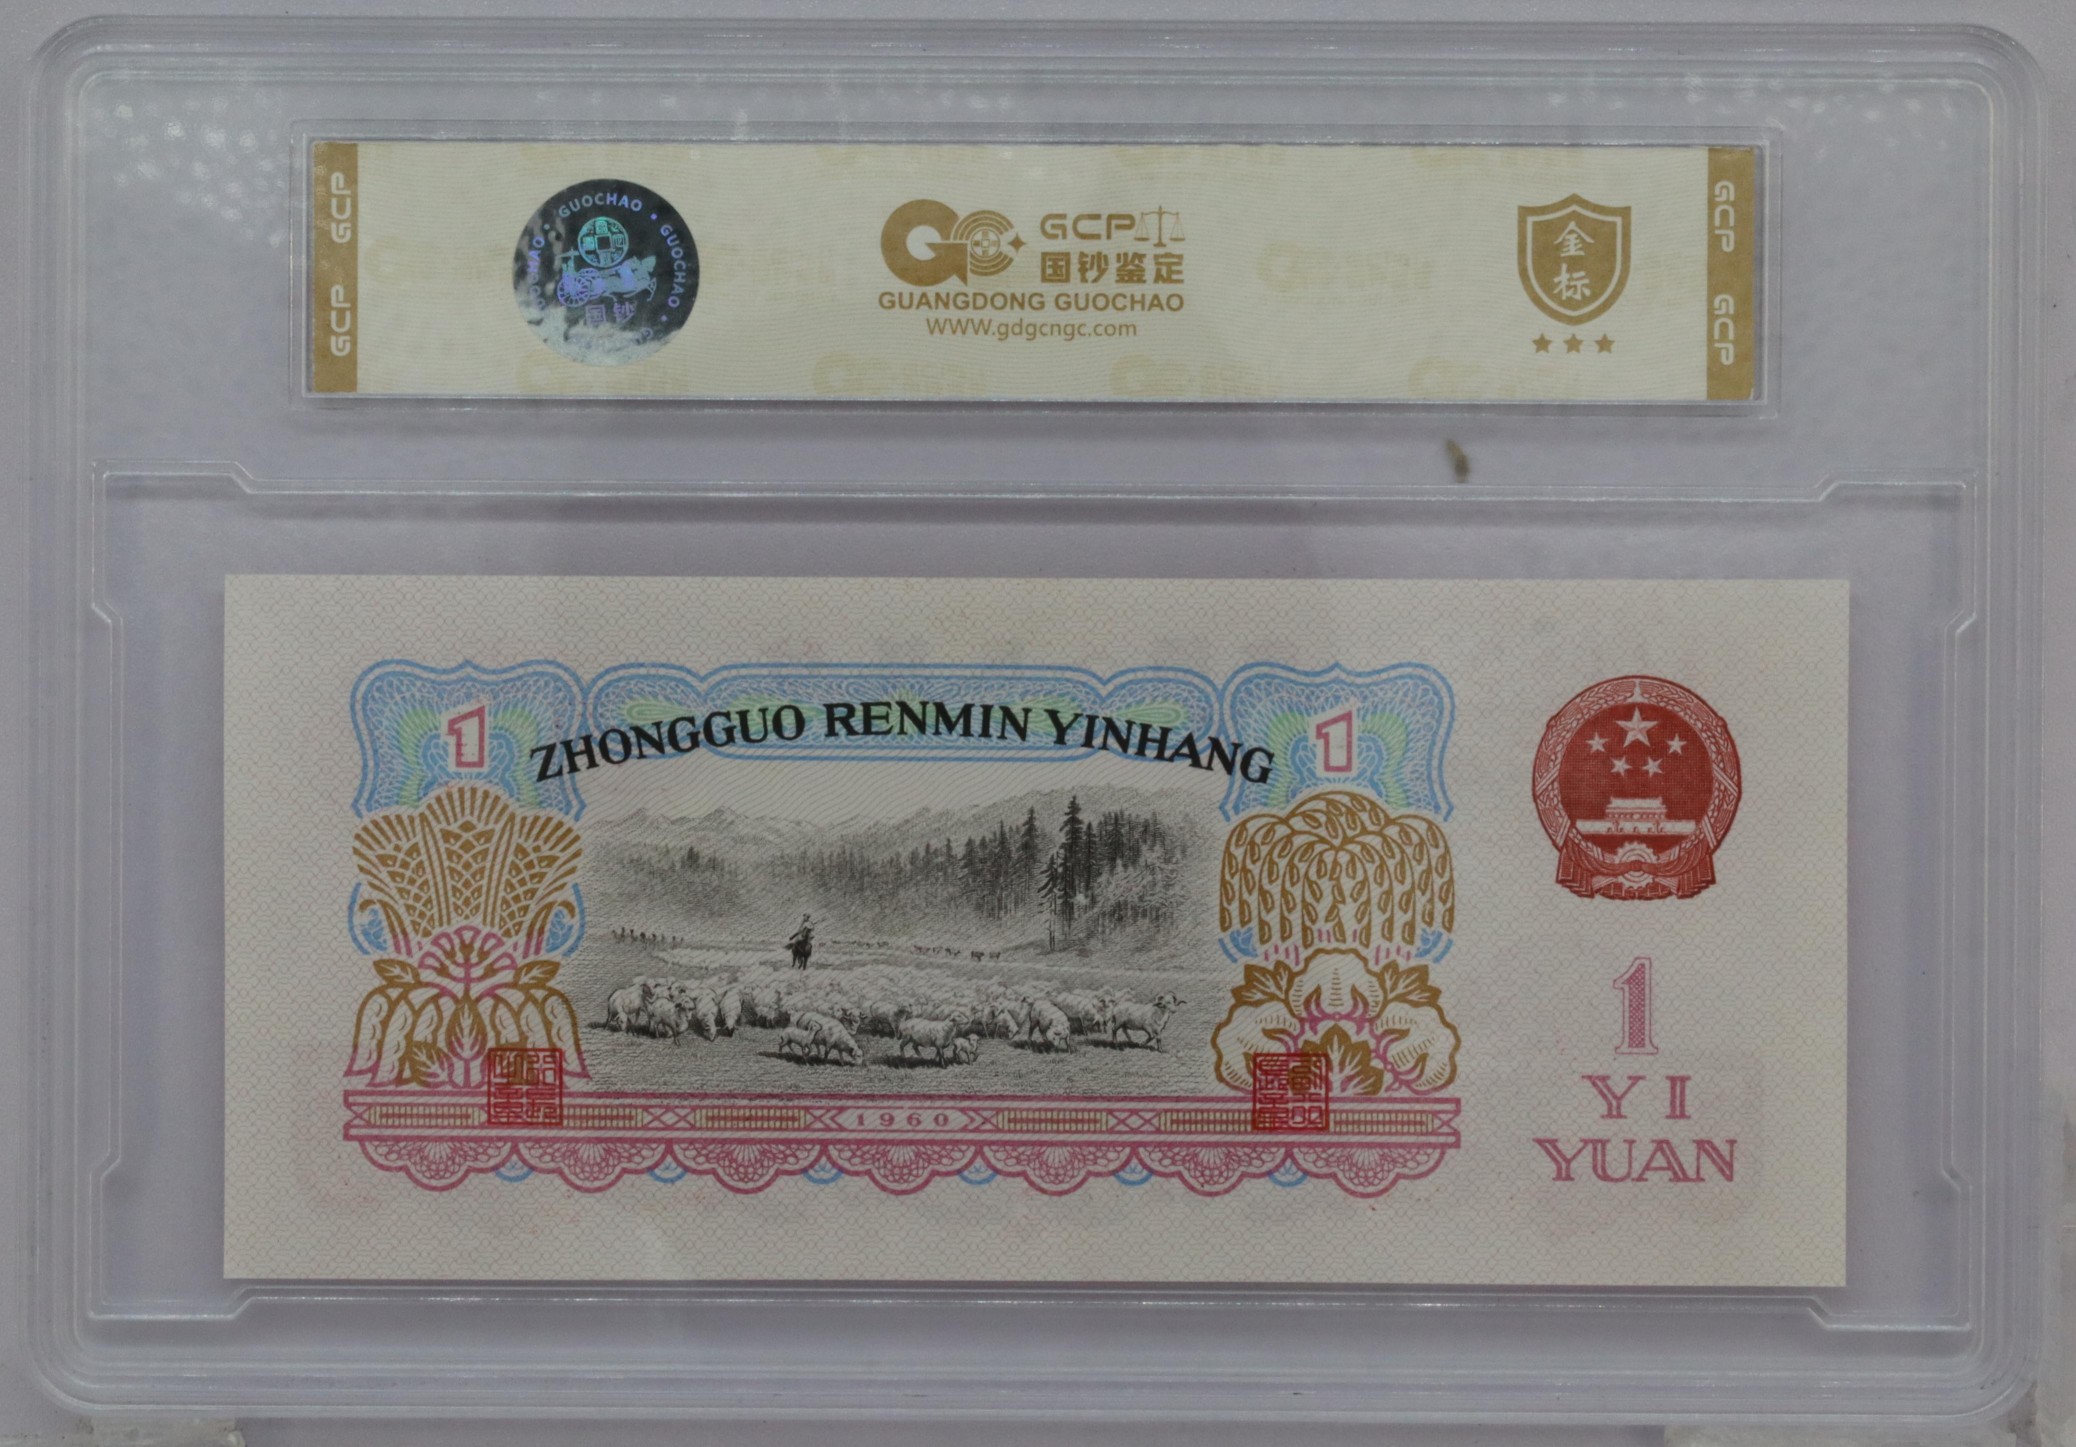 GCP GCP
GUOCHAO • GUOCHAO • GUOCHAO
国钞
GCP
国钞鉴定
GUANGDONG GUOCHAO
WWW.gdgcngc.com
金标
GCP GCP
1
ZHONGGUO RENMIN YINHANG
1
1960
1
YI
YUAN